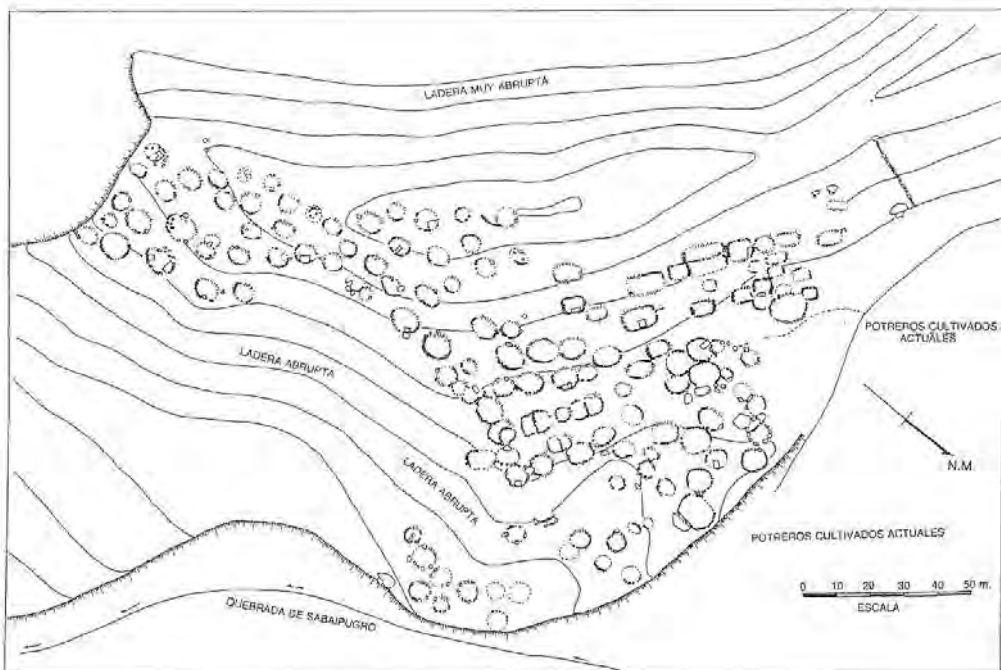 LADERA MUY ABRUPTA
POTREROS CULTIVADOS
ACTUALES
LADERA ABRUPTA
N.M.
LADERA ABRUPTA
POTREROS CULTIVADOS ACTUALES
0 10 20 30 40 50 m.
ESCALA
QUEBRADA DE SABAIPUGRO